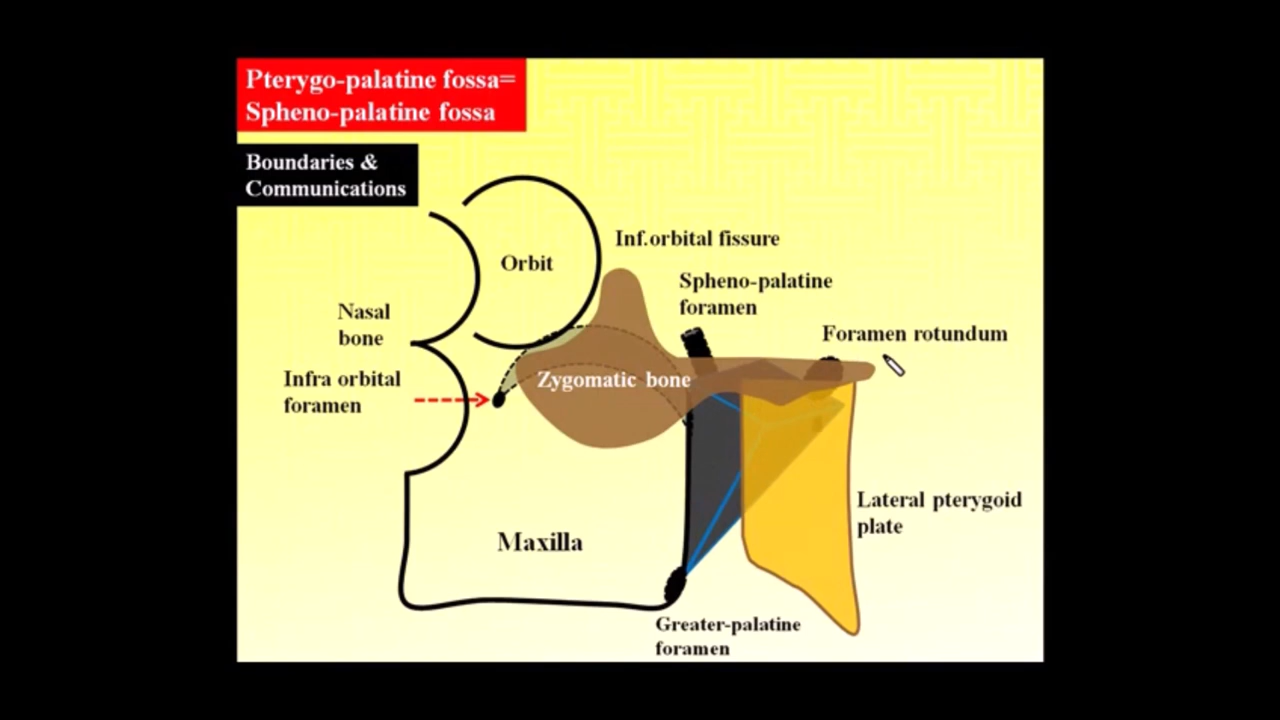 Pterygo-palatine fossa=
Spheno-palatine fossa
Boundaries &
Communications
Orbit
Inf.orbital fissure
Spheno-palatine
foramen
Nasal
bone
Foramen rotundum
Infra orbital
foramen
Zygomatic bone
Lateral pterygoid
plate
Maxilla
Greater-palatine
foramen